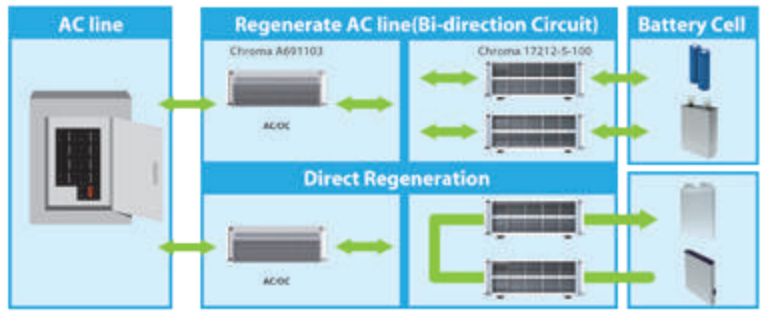 AC line
Regenerate AC line(Bi-direction Circuit)
Battery Cell
Chroma A691103
Chroma 17212-5-100
AC/DC
Direct Regeneration
AC/DC